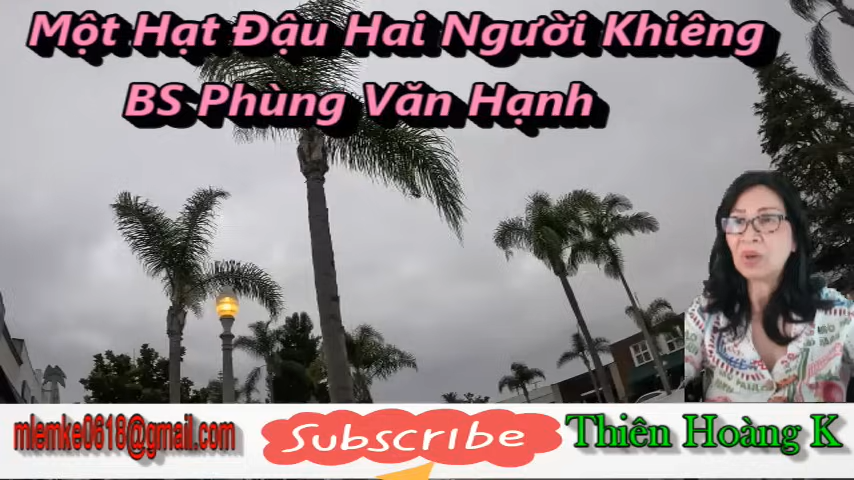 Một Hạt Đậu Hai Người Khiêng
BS Phùng Văn Hạnh
mlemke0618@gmail.com
Subscribe
Thiên Hoàng K